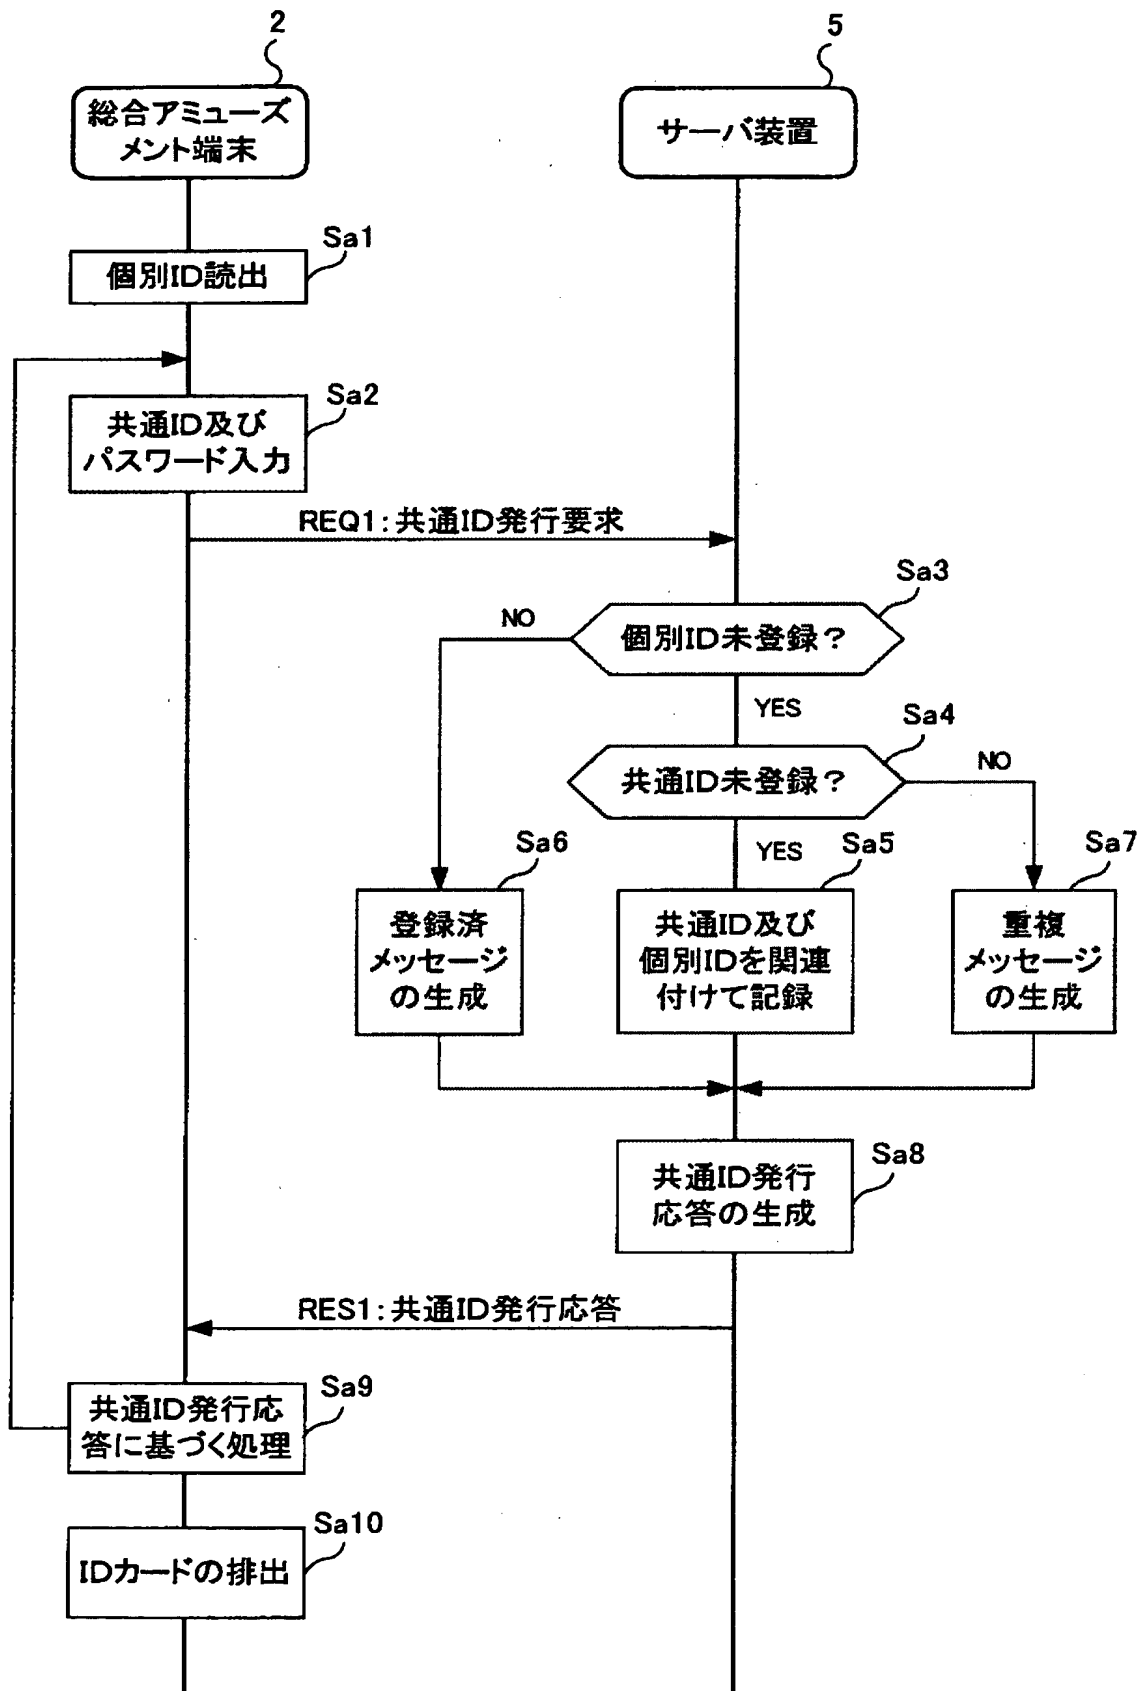 2
5
総合アミューズ
メント端末
サーバ装置
Sa1
個別ID読出
Sa2
共通ID及び
パスワード入力
REQ1:共通ID発行要求
Sa3
NO
個別ID未登録?
YES
Sa4
共通ID未登録?
NO
YES
Sa6
登録済
メッセージ
の生成
Sa5
共通ID及び
個別IDを関連
付けて記録
Sa7
重複
メッセージ
の生成
Sa8
共通ID発行
応答の生成
RES1:共通ID発行応答
Sa9
共通ID発行応
答に基づく処理
Sa10
IDカードの排出